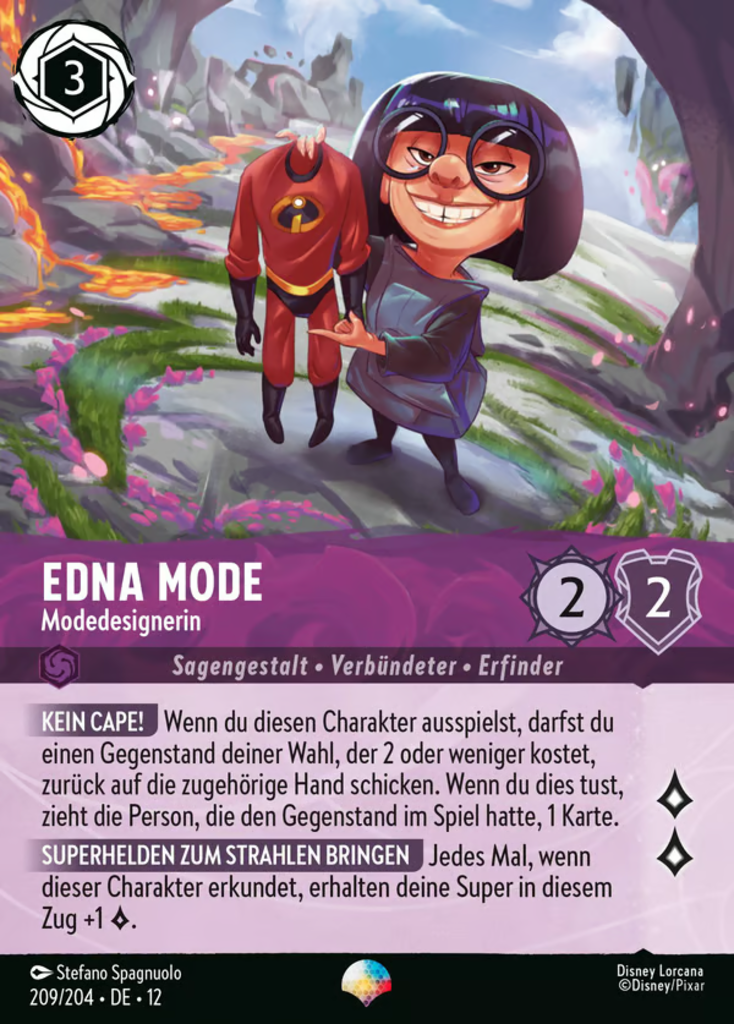 3
EDNA MODE
Modedesignerin
2
2
Sagengestalt • Verbündeter • Erfinder
KEIN CAPE! Wenn du diesen Charakter ausspielst, darfst du
einen Gegenstand deiner Wahl, der 2 oder weniger kostet,
zurück auf die zugehörige Hand schicken. Wenn du dies tust,
zieht die Person, die den Gegenstand im Spiel hatte, 1 Karte.
SUPERHELDEN ZUM STRAHLEN BRINGEN Jedes Mal, wenn
dieser Charakter erkundet, erhalten deine Super in diesem
Zug +1 .
Stefano Spagnuolo
209/204 • DE • 12
Disney Lorcana
©Disney/Pixar